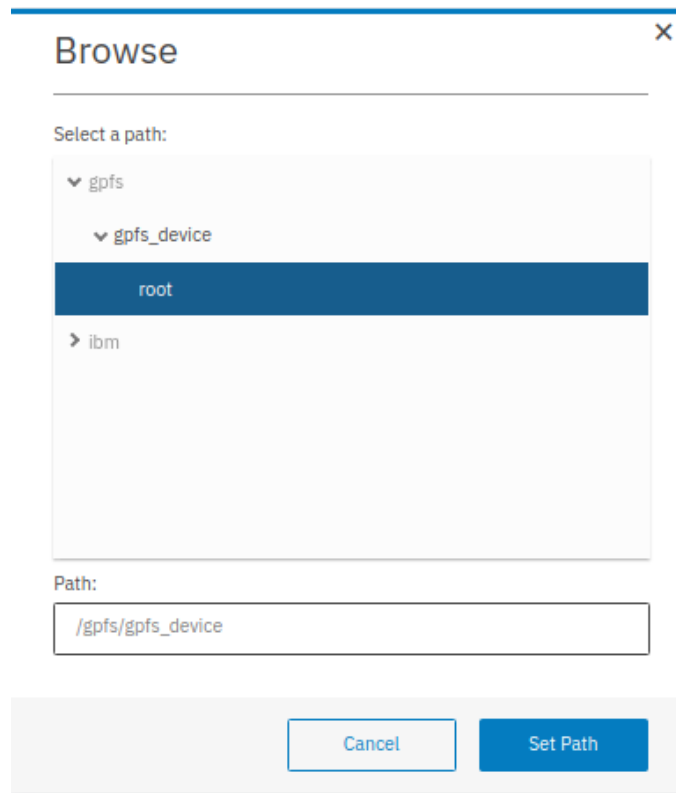 Browse
Select a path:
gpfs
gpfs_device
root
ibm
Path:
/gpfs/gpfs_device
Cancel
Set Path